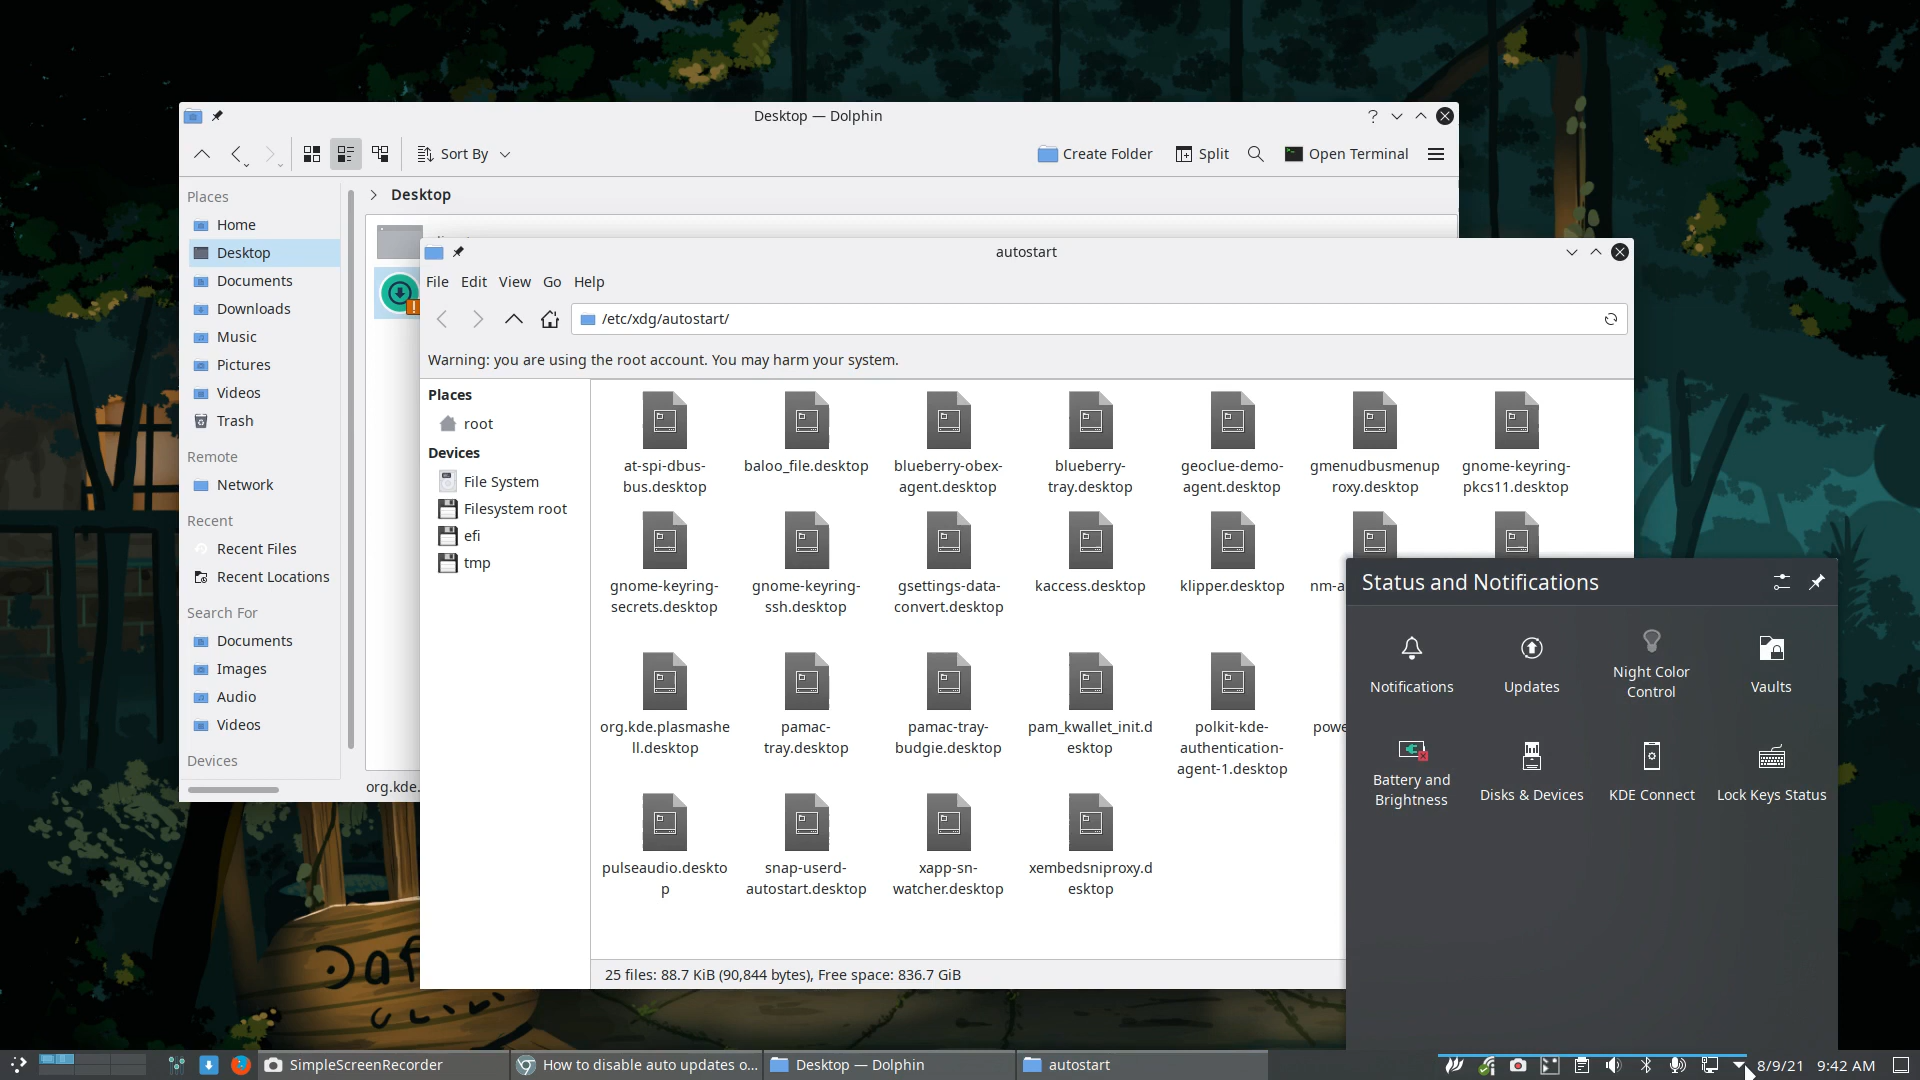 Desktop — Dolphin
Sort By
Create Folder
Split
Open Terminal
Places
Home
Desktop
Documents
Downloads
Music
Pictures
Videos
Trash
Remote
Network
Recent
Recent Files
Recent Locations
Search For
Documents
Images
Audio
Videos
Devices
Desktop
org.kde.
autostart
File Edit View Go Help
/etc/xdg/autostart/
Warning: you are using the root account. You may harm your system.
Places
root
Devices
File System
Filesystem root
efi
tmp
at-spi-dbus-
bus.desktop
baloo_file.desktop
blueberry-obex-
agent.desktop
blueberry-
tray.desktop
geoclue-demo-
agent.desktop
gmenudbusmenup
roxy.desktop
gnome-keyring-
pkcs11.desktop
gnome-keyring-
secrets.desktop
gnome-keyring-
ssh.desktop
gsettings-data-
convert.desktop
kaccess.desktop
klipper.desktop
nm-a
org.kde.plasmashe
ll.desktop
pamac-
tray.desktop
pamac-tray-
budgie.desktop
pam_kwallet_init.d
esktop
polkit-kde-
authentication-
agent-1.desktop
powe
pulseaudio.deskto
p
snap-userd-
autostart.desktop
xapp-sn-
watcher.desktop
xembedsniproxy.d
esktop
25 files: 88.7 KiB (90,844 bytes), Free space: 836.7 GiB
Status and Notifications
Notifications
Updates
Night Color
Control
Vaults
Battery and
Brightness
Disks & Devices
KDE Connect
Lock Keys Status
SimpleScreenRecorder
How to disable auto updates o...
Desktop — Dolphin
autostart
8/9/21 9:42 AM